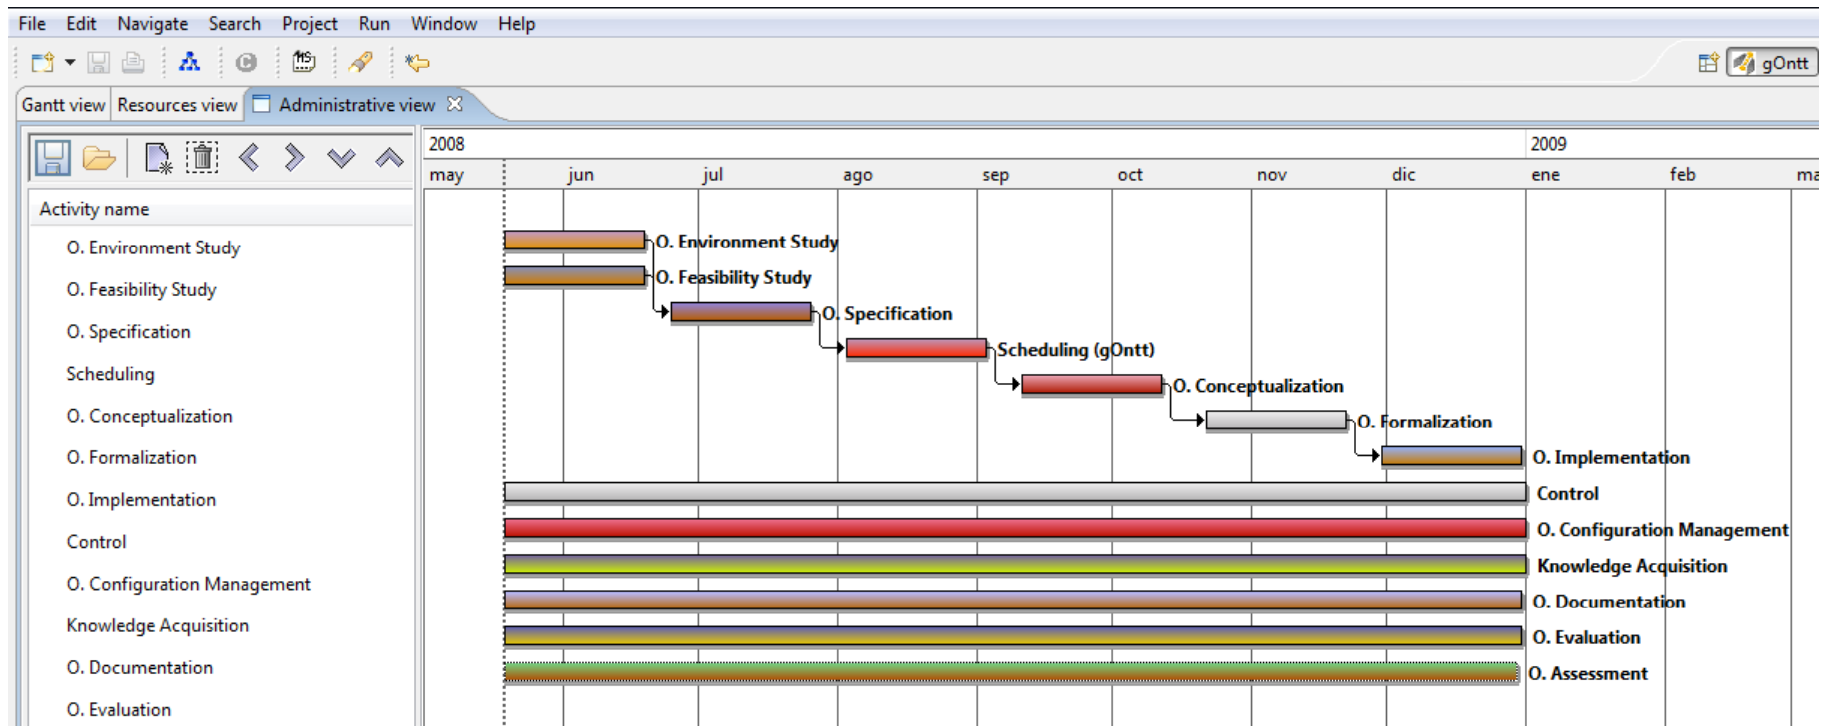 File Edit Navigate Search Project Run Window Help
gOntt
Gantt view Resources view Administrative view
2008 2009
may jun jul ago sep oct nov dic ene feb ma
Activity name
O. Environment Study
O. Feasibility Study
O. Specification
Scheduling
O. Conceptualization
O. Formalization
O. Implementation
Control
O. Configuration Management
Knowledge Acquisition
O. Documentation
O. Evaluation
O. Environment Study
O. Feasibility Study
O. Specification
Scheduling (gOntt)
O. Conceptualization
O. Formalization
O. Implementation
Control
O. Configuration Management
Knowledge Acquisition
O. Documentation
O. Evaluation
O. Assessment